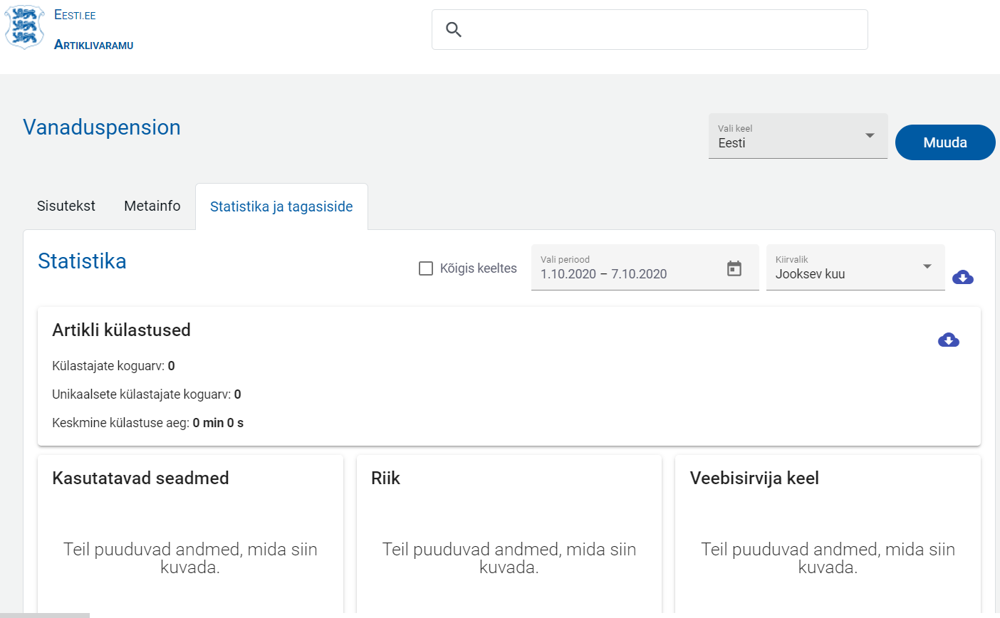 Eesti.ee
Artiklivaramu
Vanaduspension
Vali keel
Eesti
Muuda
Sisutekst
Metainfo
Statistika ja tagasiside
Statistika
Kõigis keeltes
Vali periood
1.10.2020 – 7.10.2020
Kiirvalik
Jooksev kuu
Artikli külastused
Külastajate koguarv: 0
Unikaalsete külastajate koguarv: 0
Keskmine külastuse aeg: 0 min 0 s
Kasutatavad seadmed
Teil puuduvad andmed, mida siin
kuvada.
Riik
Teil puuduvad andmed, mida siin
kuvada.
Veebisirvija keel
Teil puuduvad andmed, mida siin
kuvada.